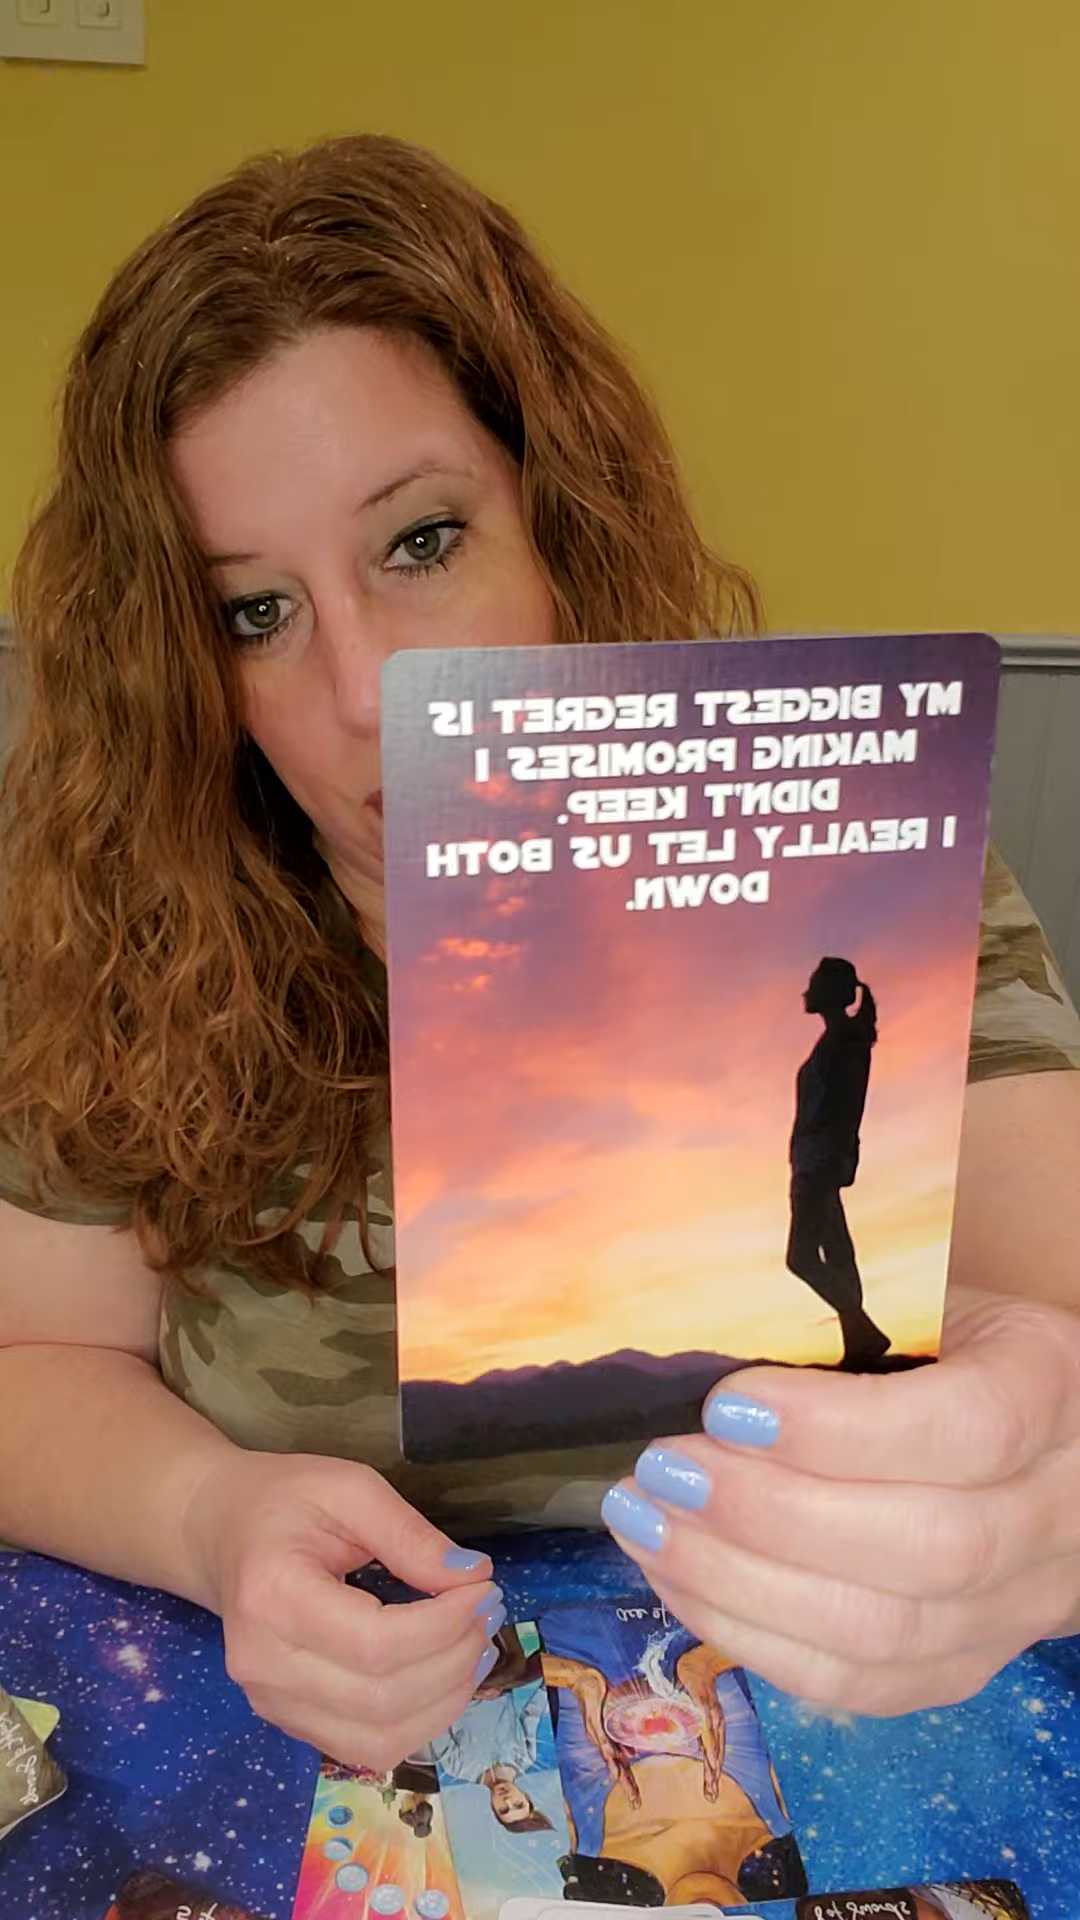 MY BIGGEST REGRET IS
MAKING PROMISES I
DIDN'T KEEP.
I REALLY LET US BOTH
DOWN.